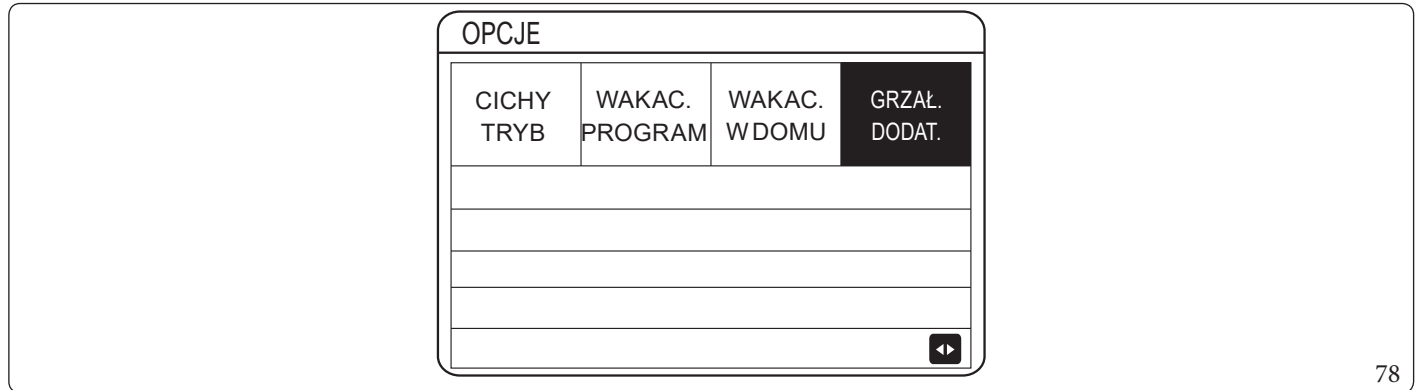 OPCJE
CICHY
TRYB
WAKAC.
PROGRAM
WAKAC.
W DOMU
GRZAŁ.
DODAT.
78